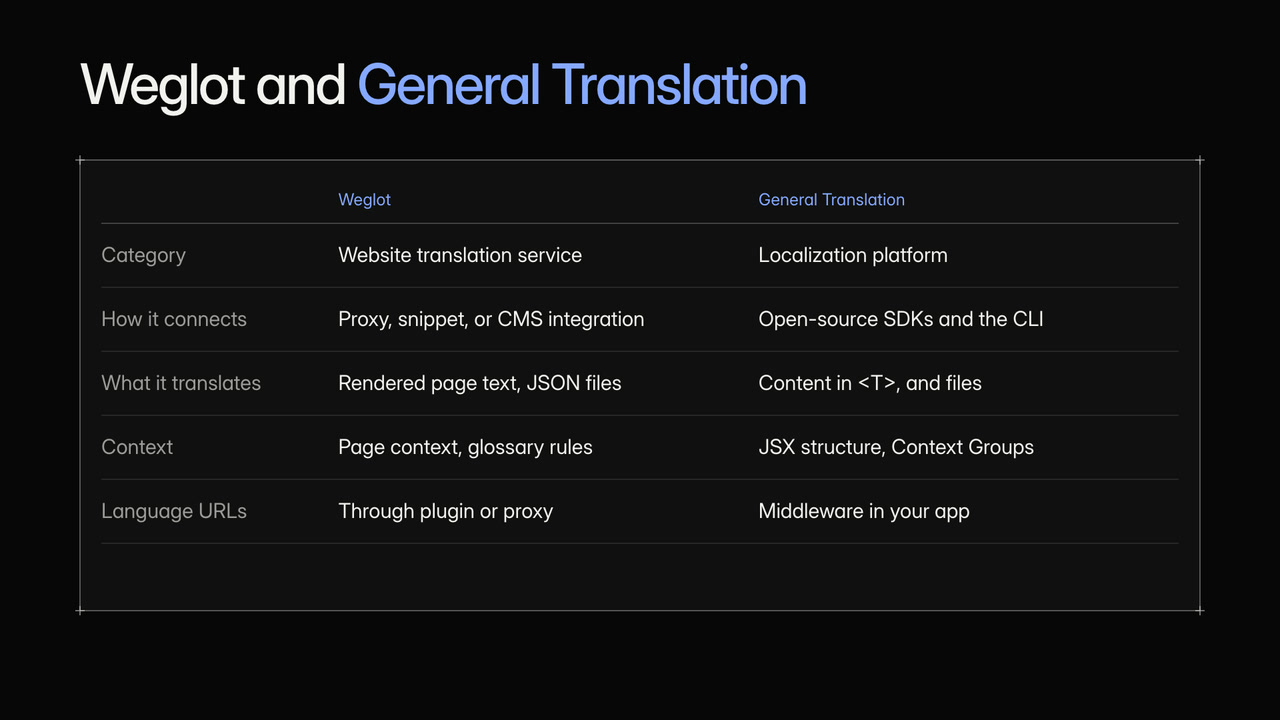 Weglot and General Translation
Weglot General Translation
Category Website translation service Localization platform
How it connects Proxy, snippet, or CMS integration Open-source SDKs and the CLI
What it translates Rendered page text, JSON files Content in <T>, and files
Context Page context, glossary rules JSX structure, Context Groups
Language URLs Through plugin or proxy Middleware in your app